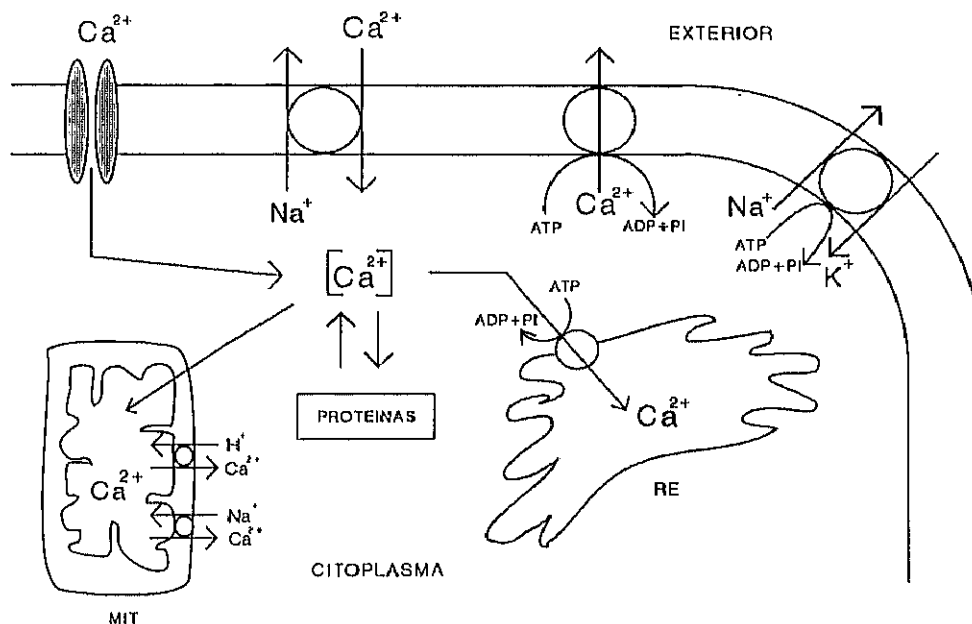 Ca²⁺
Ca²⁺
EXTERIOR
Na⁺
ATP
Ca²⁺
ADP+PI
Na⁺
ATP
ADP+PI
K⁺
[Ca²⁺]
ATP
ADP+PI
PROTEINAS
Ca²⁺
RE
H⁺
Ca²⁺
Ca²⁺
Na⁺
Ca²⁺
CITOPLASMA
MIT